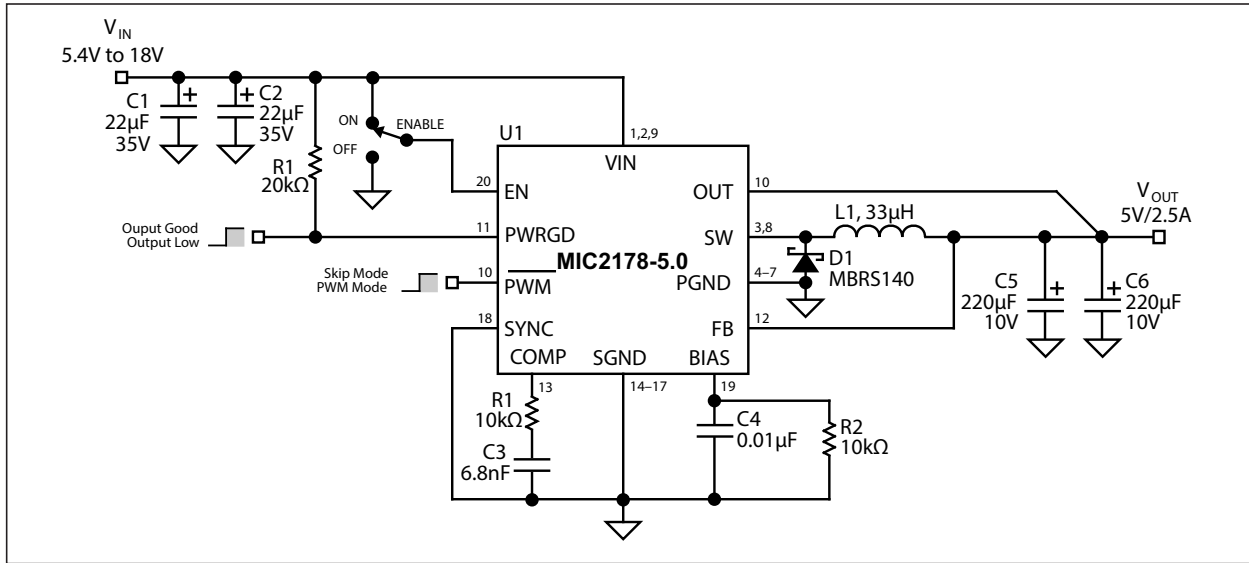 V_IN
5.4V to 18V
C1
22µF
35V
C2
22µF
35V
R1
20kΩ
ON
OFF
ENABLE
U1
1,2,9
VIN
20
EN
OUT
10
V_OUT
5V/2.5A
Ouput Good
Output Low
11
PWRGD
SW
3,8
L1, 33µH
MIC2178-5.0
D1
MBRS140
Skip Mode
PWM Mode
10
PWM
PGND
4–7
C5
220µF
10V
C6
220µF
10V
18
SYNC
FB
12
COMP
SGND
BIAS
13
14–17
19
R1
10kΩ
C3
6.8nF
C4
0.01µF
R2
10kΩ